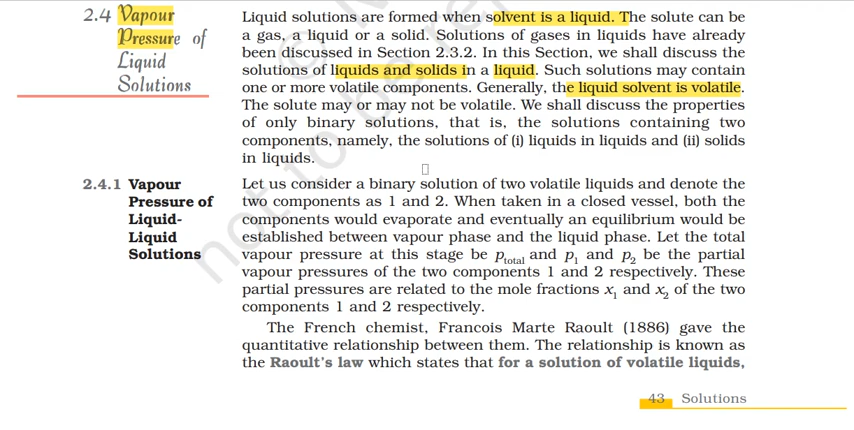 2.4 Vapour
Pressure of
Liquid
Solutions
Liquid solutions are formed when solvent is a liquid. The solute can be
a gas, a liquid or a solid. Solutions of gases in liquids have already
been discussed in Section 2.3.2. In this Section, we shall discuss the
solutions of liquids and solids in a liquid. Such solutions may contain
one or more volatile components. Generally, the liquid solvent is volatile.
The solute may or may not be volatile. We shall discuss the properties
of only binary solutions, that is, the solutions containing two
components, namely, the solutions of (i) liquids in liquids and (ii) solids
in liquids.
2.4.1 Vapour
Pressure of
Liquid-
Liquid
Solutions
Let us consider a binary solution of two volatile liquids and denote the
two components as 1 and 2. When taken in a closed vessel, both the
components would evaporate and eventually an equilibrium would be
established between vapour phase and the liquid phase. Let the total
vapour pressure at this stage be p_total and p₁ and p₂ be the partial
vapour pressures of the two components 1 and 2 respectively. These
partial pressures are related to the mole fractions x₁ and x₂ of the two
components 1 and 2 respectively.
The French chemist, Francois Marte Raoult (1886) gave the
quantitative relationship between them. The relationship is known as
the Raoult's law which states that for a solution of volatile liquids,
43 Solutions
not to be re